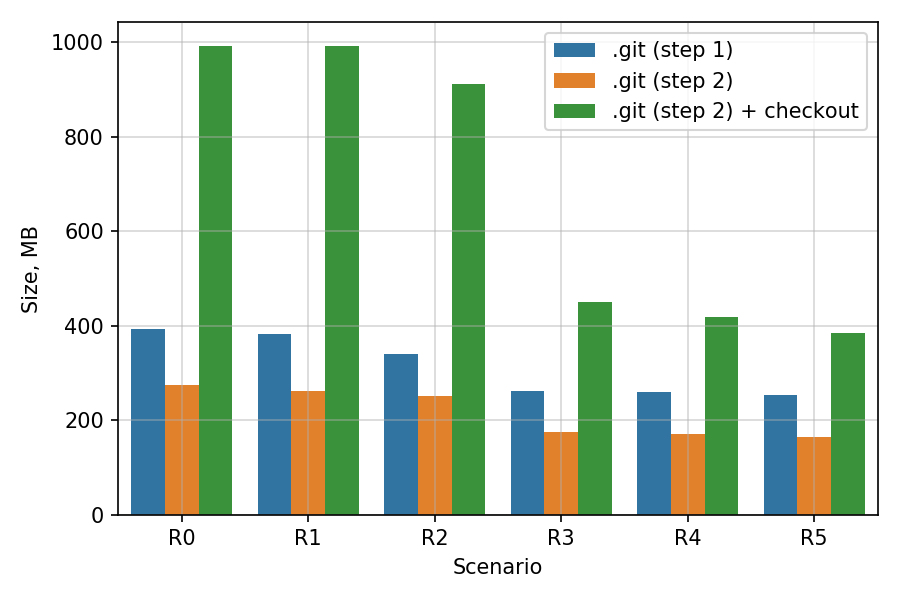 1000
800
600
400
200
0
Size, MB
.git (step 1)
.git (step 2)
.git (step 2) + checkout
R0 R1 R2 R3 R4 R5
Scenario